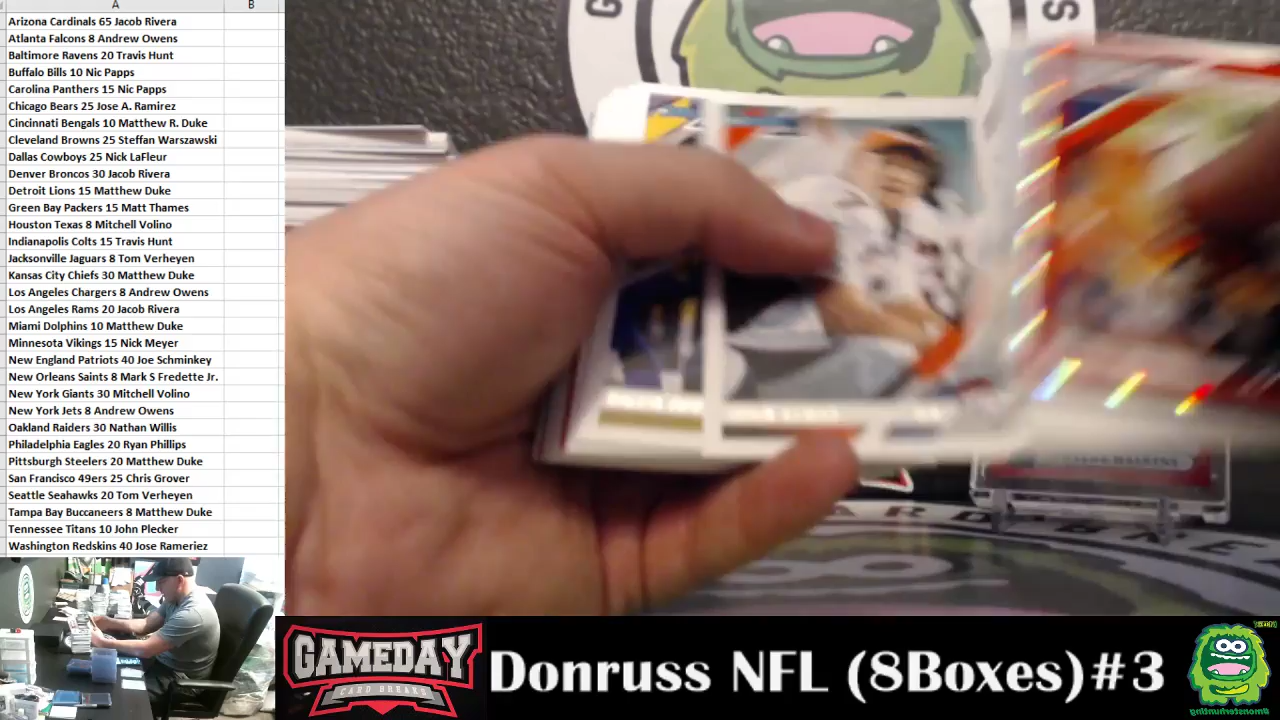 A B
Arizona Cardinals 65 Jacob Rivera
Atlanta Falcons 8 Andrew Owens
Baltimore Ravens 20 Travis Hunt
Buffalo Bills 10 Nic Papps
Carolina Panthers 15 Nic Papps
Chicago Bears 25 Jose A. Ramirez
Cincinnati Bengals 10 Matthew R. Duke
Cleveland Browns 25 Steffan Warszawski
Dallas Cowboys 25 Nick LaFleur
Denver Broncos 30 Jacob Rivera
Detroit Lions 15 Matthew Duke
Green Bay Packers 15 Matt Thames
Houston Texas 8 Mitchell Volino
Indianapolis Colts 15 Travis Hunt
Jacksonville Jaguars 8 Tom Verheyen
Kansas City Chiefs 30 Matthew Duke
Los Angeles Chargers 8 Andrew Owens
Los Angeles Rams 20 Jacob Rivera
Miami Dolphins 10 Matthew Duke
Minnesota Vikings 15 Nick Meyer
New England Patriots 40 Joe Schminkey
New Orleans Saints 8 Mark S Fredette Jr.
New York Giants 30 Mitchell Volino
New York Jets 8 Andrew Owens
Oakland Raiders 30 Nathan Willis
Philadelphia Eagles 20 Ryan Phillips
Pittsburgh Steelers 20 Matthew Duke
San Francisco 49ers 25 Chris Grover
Seattle Seahawks 20 Tom Verheyen
Tampa Bay Buccaneers 8 Matthew Duke
Tennessee Titans 10 John Plecker
Washington Redskins 40 Jose Rameriez
GAMEDAY
CARD BREAKS
Donruss NFL (8Boxes)#3
#monsterhunting